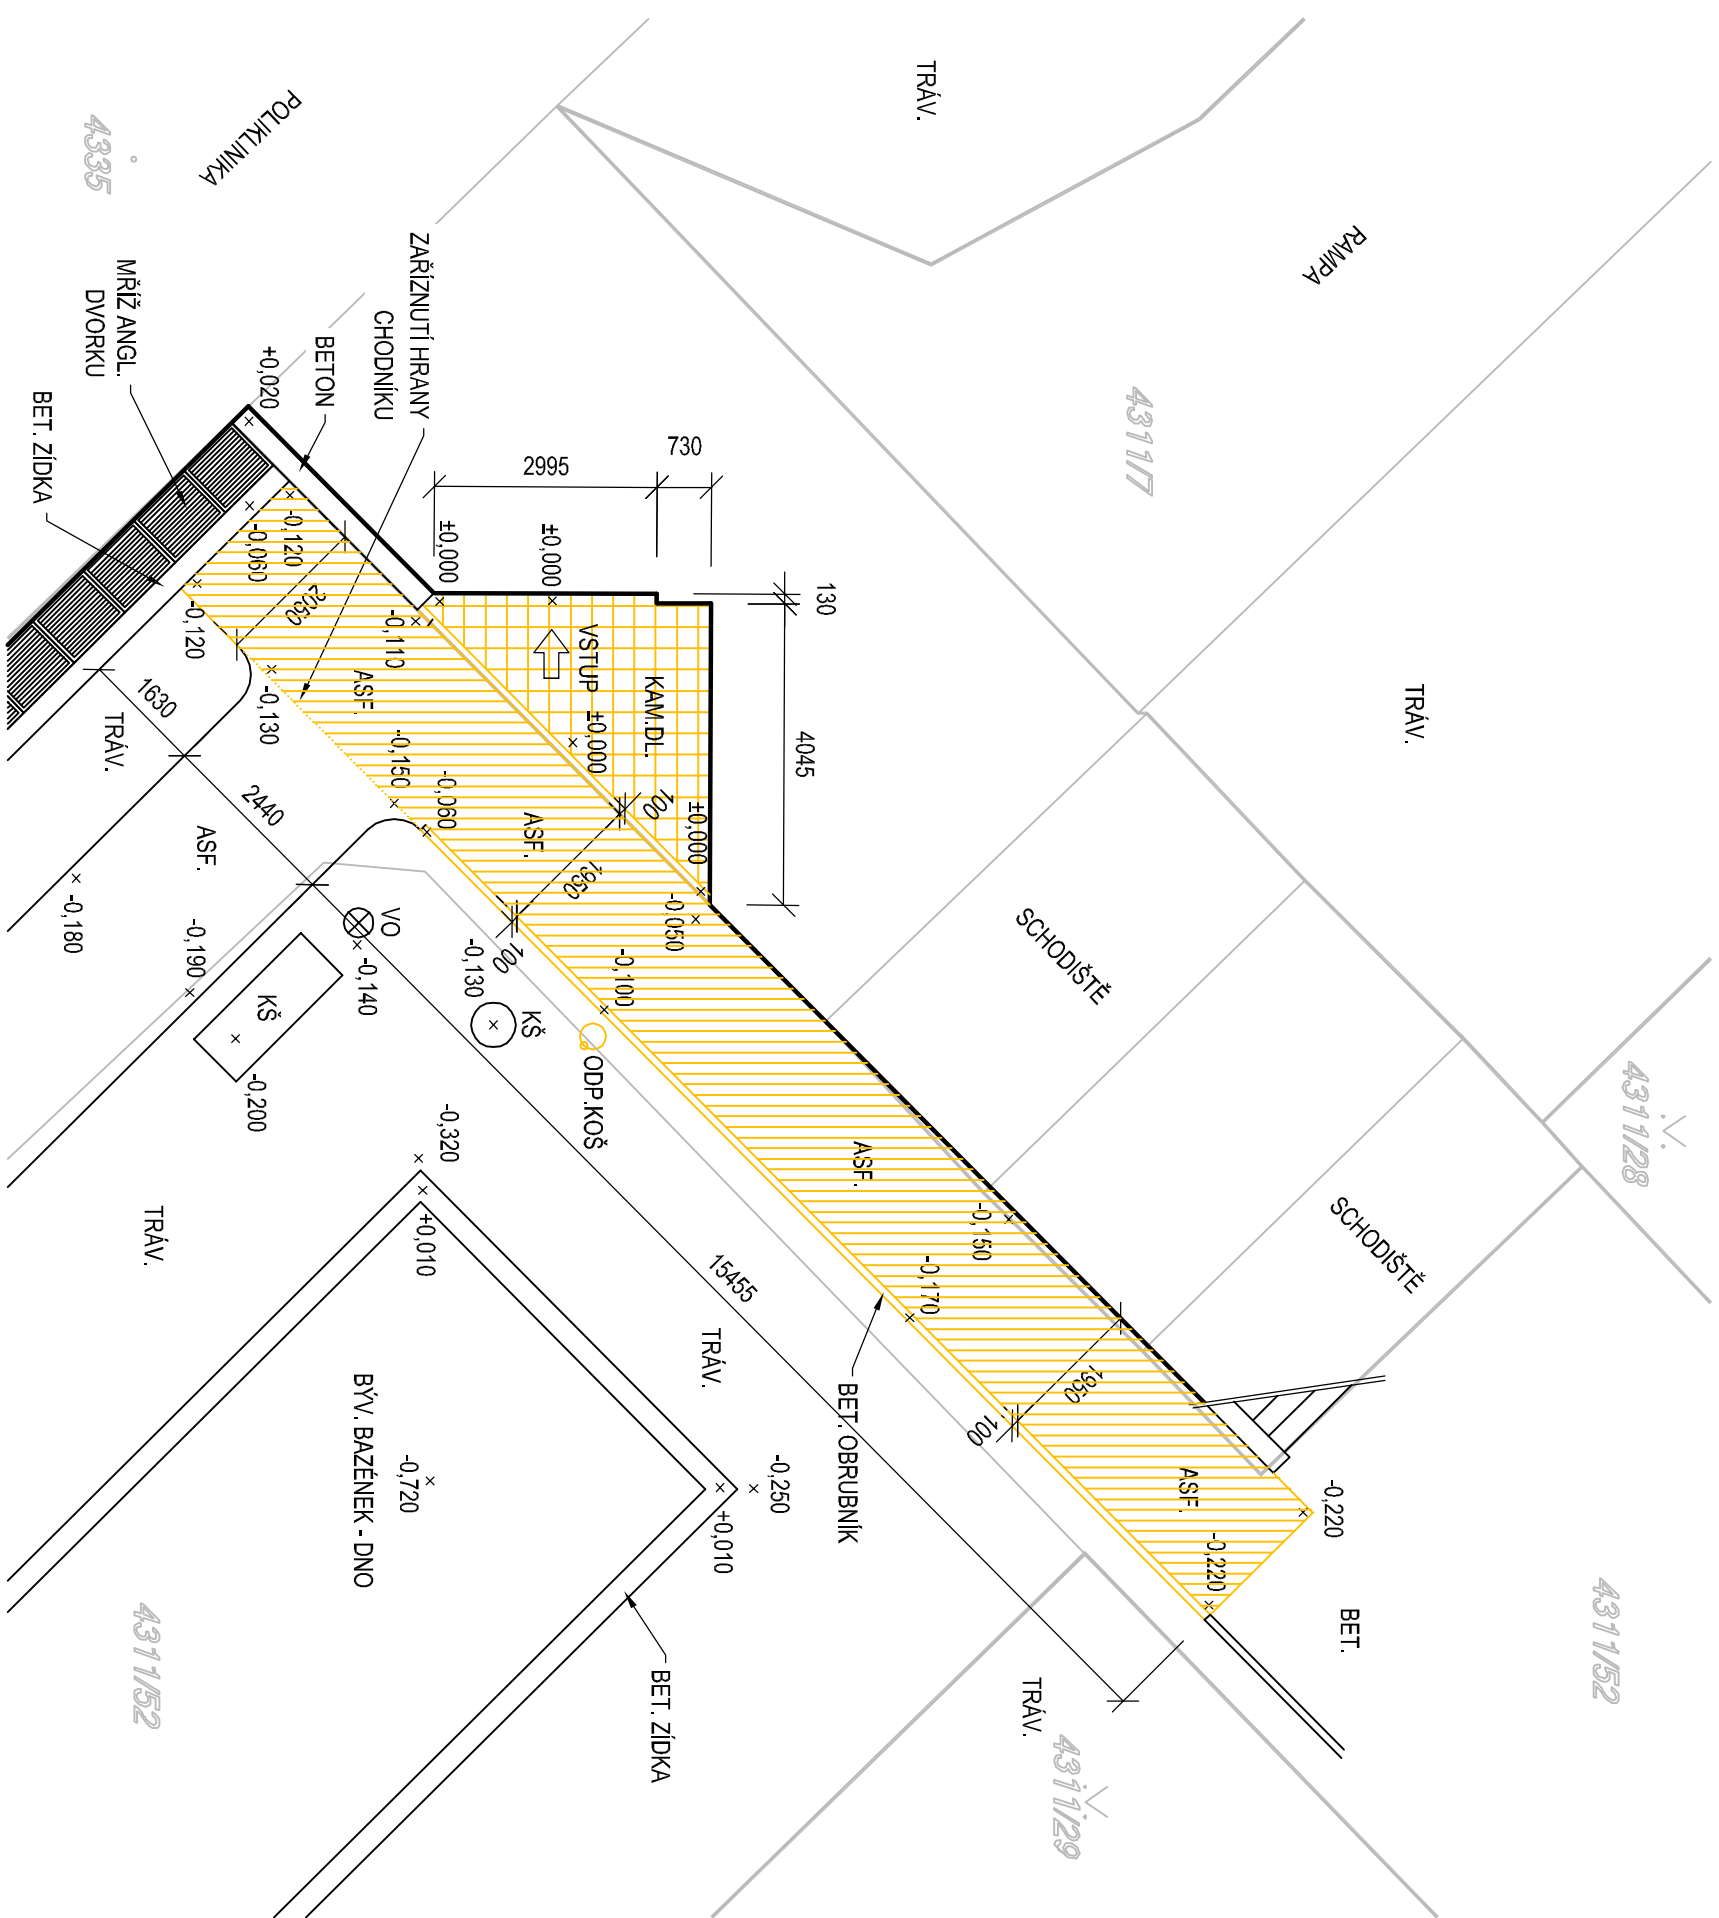 TRÁV.
POLIKLINIKA
4335
RAMPA
4311/7
TRÁV.
ZAŘÍZNUTÍ HRANY
CHODNÍKU
BETON
MŘÍŽ ANGL.
DVORKU
BET. ZÍDKA
+0,020
2995
730
130
4045
±0,000
±0,000
±0,000
±0,000
VSTUP
KAM.DL.
-0,120
-0,060
-0,120
-0,110
-0,130
-0,150
-0,060
ASF.
ASF.
100
1950
100
1630
2440
15455
TRÁV.
ASF.
-0,180
-0,190
VO
-0,140
KŠ
-0,200
-0,130
KŠ
-0,050
-0,100
ODP.KOŠ
SCHODIŠTĚ
SCHODIŠTĚ
4311/28
ASF.
-0,150
-0,170
1950
100
BET. OBRUBNÍK
ASF.
-0,220
-0,220
BET.
4311/52
TRÁV.
4311/29
TRÁV.
TRÁV.
-0,320
+0,010
-0,250
+0,010
BÝV. BAZÉNEK - DNO
-0,720
BET. ZÍDKA
4311/52